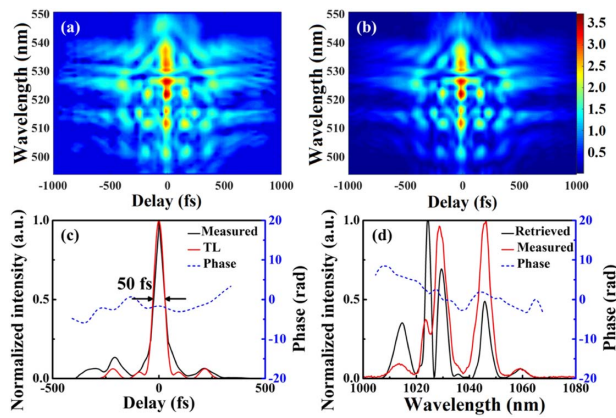 (a)
Wavelength (nm)
550
540
530
520
510
500
-1000 -500 0 500 1000
Delay (fs)
(b)
550
540
530
520
510
500
-1000 -500 0 500 1000
Delay (fs)
3.5
3.0
2.5
2.0
1.5
1.0
0.5
(c)
Normalized intensity (a.u.)
1.0
0.5
0.0
Measured
TL
Phase
50 fs
20
10
0
-10
-20
Phase (rad)
-500 0 500
Delay (fs)
(d)
Normalized intensity (a.u.)
1.0
0.5
0.0
Retrieved
Measured
Phase
20
10
0
-10
-20
Phase (rad)
1000 1020 1040 1060 1080
Wavelength (nm)